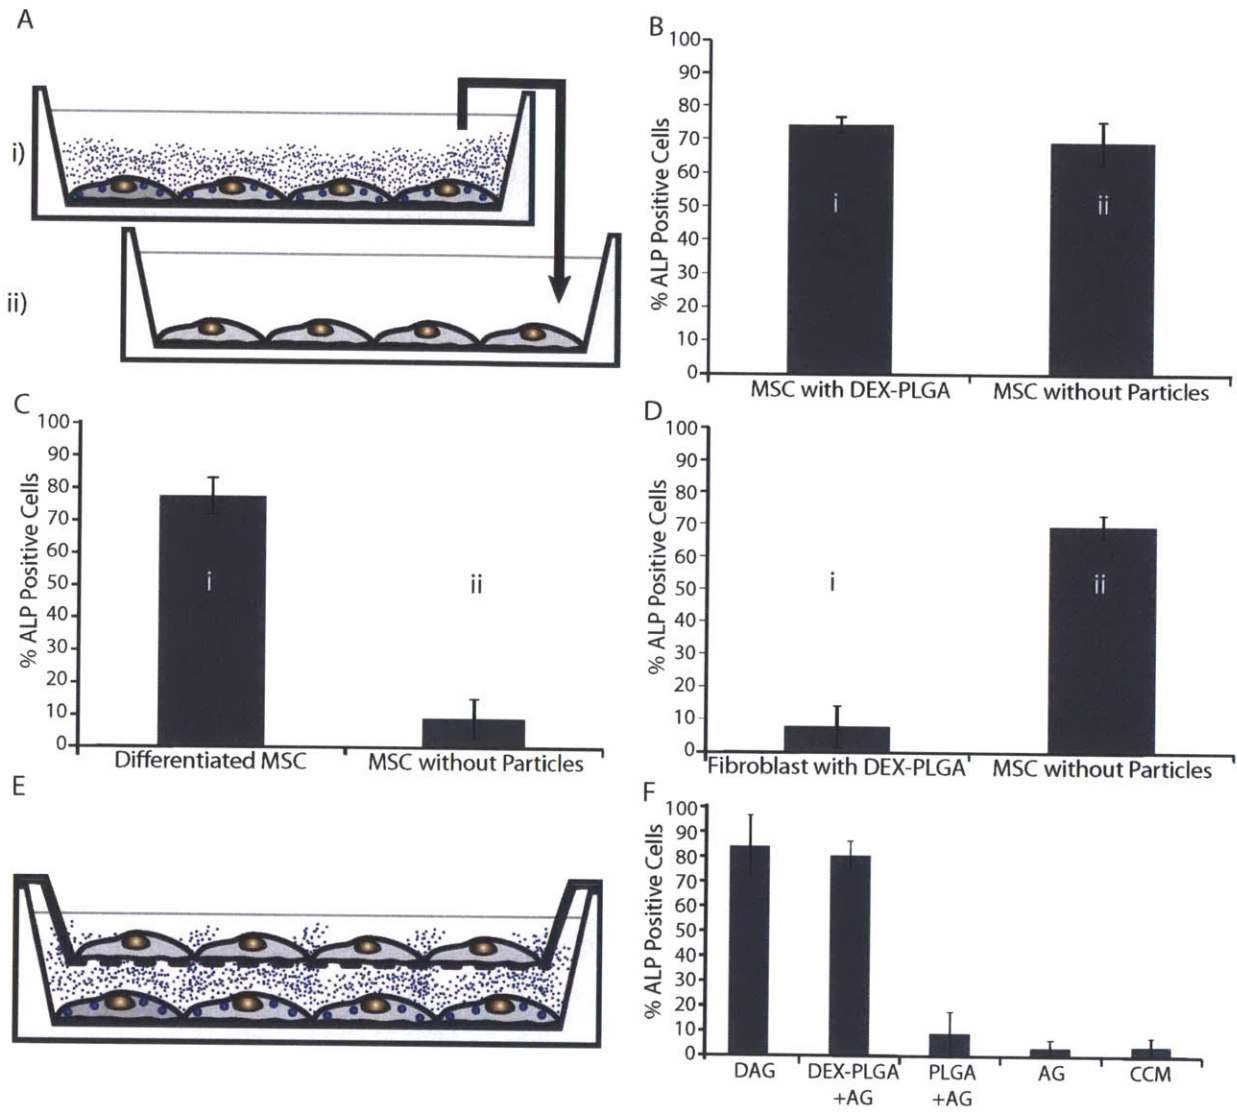 A
i)
ii)
B
100
90
80
70
60
50
40
30
20
10
0
% ALP Positive Cells
i
ii
MSC with DEX-PLGA
MSC without Particles
C
100
90
80
70
60
50
40
30
20
10
0
% ALP Positive Cells
i
ii
Differentiated MSC
MSC without Particles
D
100
90
80
70
60
50
40
30
20
10
0
% ALP Positive Cells
i
ii
Fibroblast with DEX-PLGA
MSC without Particles
E
F
100
90
80
70
60
50
40
30
20
10
0
% ALP Positive Cells
DAG
DEX-PLGA
+AG
PLGA
+AG
AG
CCM